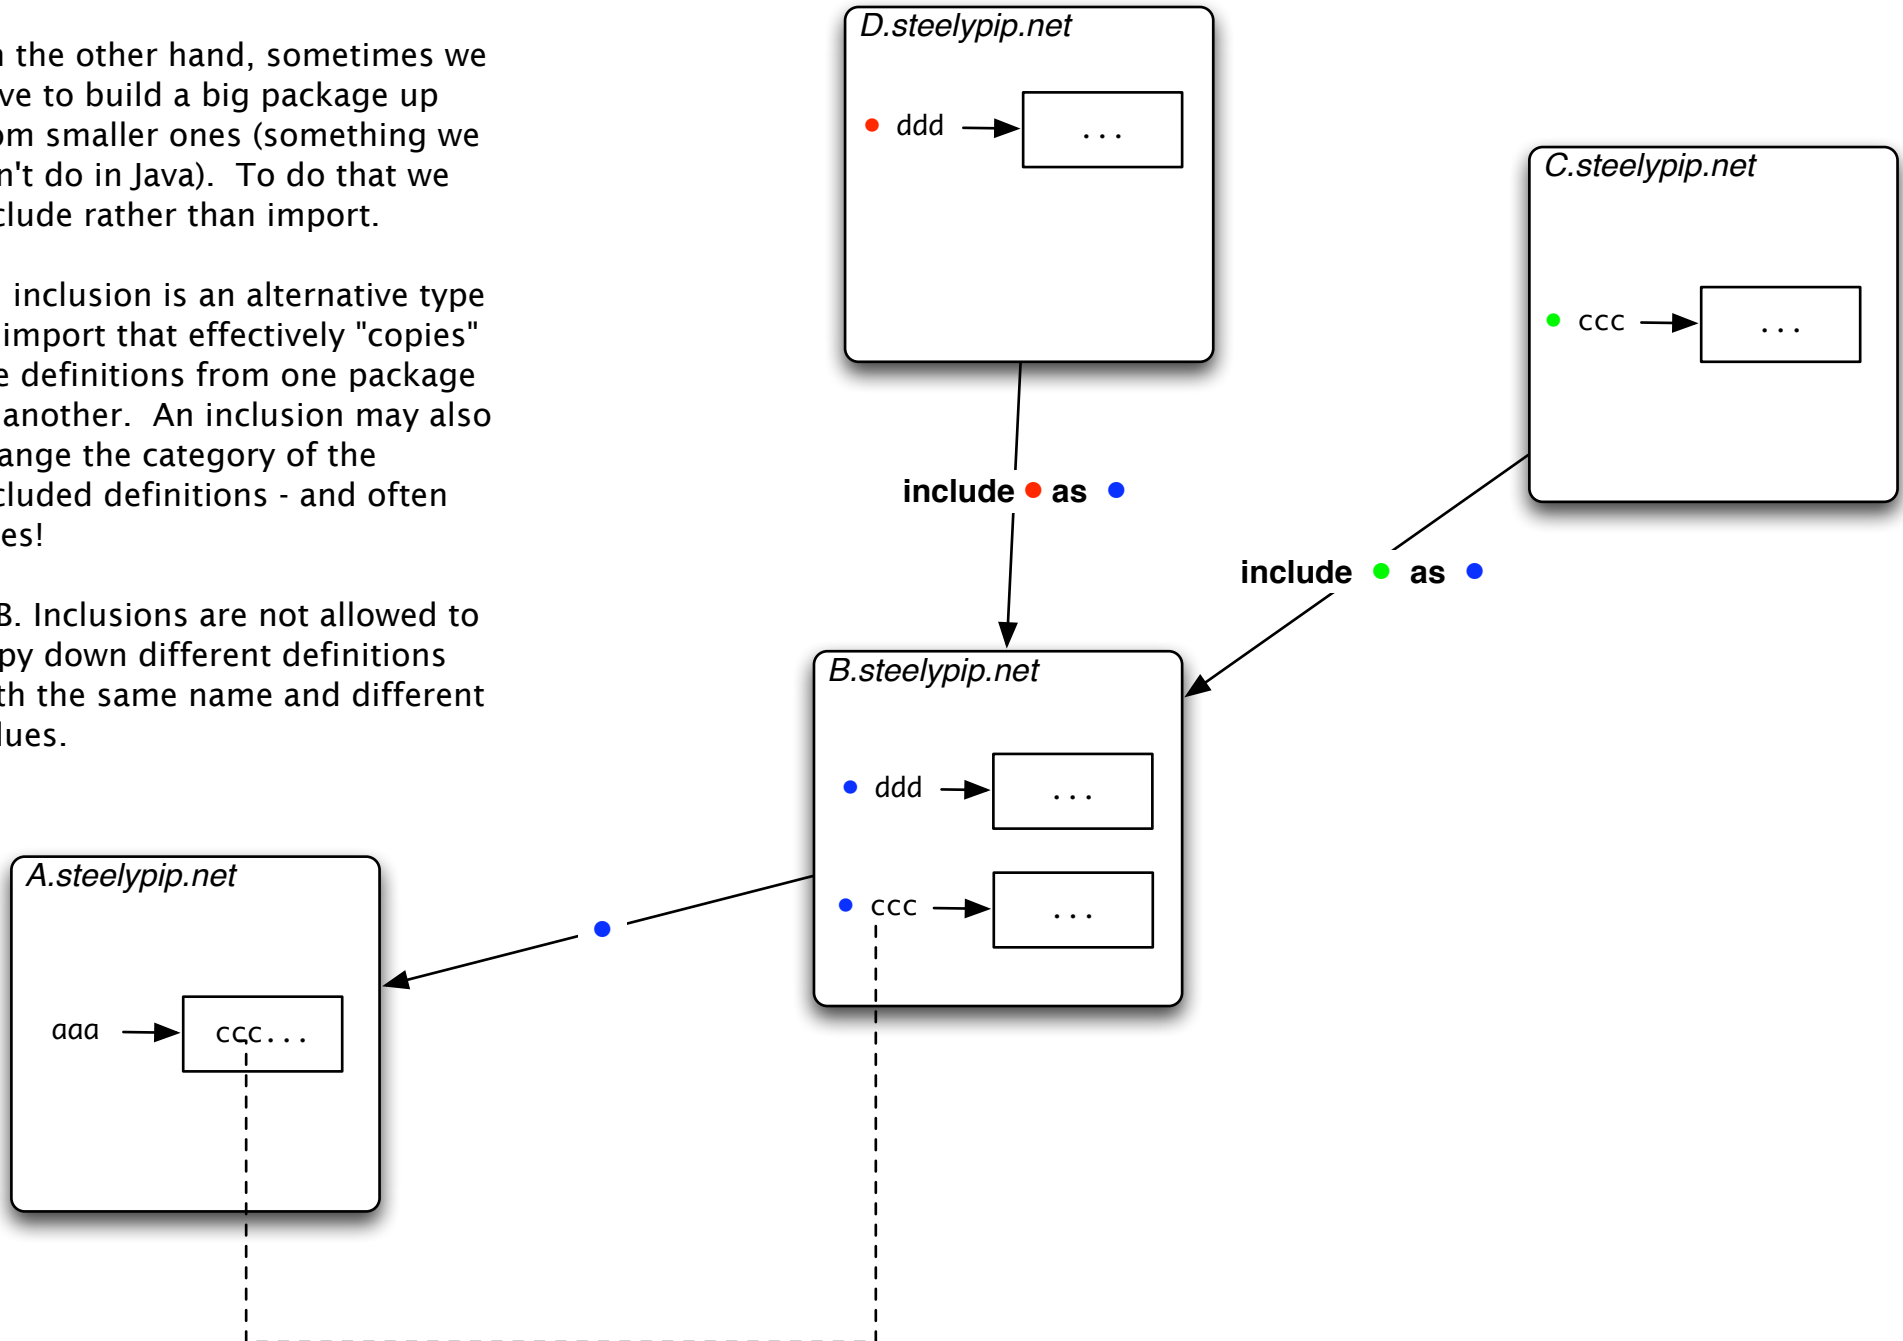 n the other hand, sometimes we
ve to build a big package up
om smaller ones (something we
n't do in Java). To do that we
clude rather than import.
inclusion is an alternative type
import that effectively "copies"
e definitions from one package
another. An inclusion may also
ange the category of the
cluded definitions - and often
es!
B. Inclusions are not allowed to
py down different definitions
th the same name and different
lues.
D.steelypip.net
ddd
...
C.steelypip.net
ccc
...
include as
include as
B.steelypip.net
ddd
...
ccc
...
A.steelypip.net
aaa
ccc...